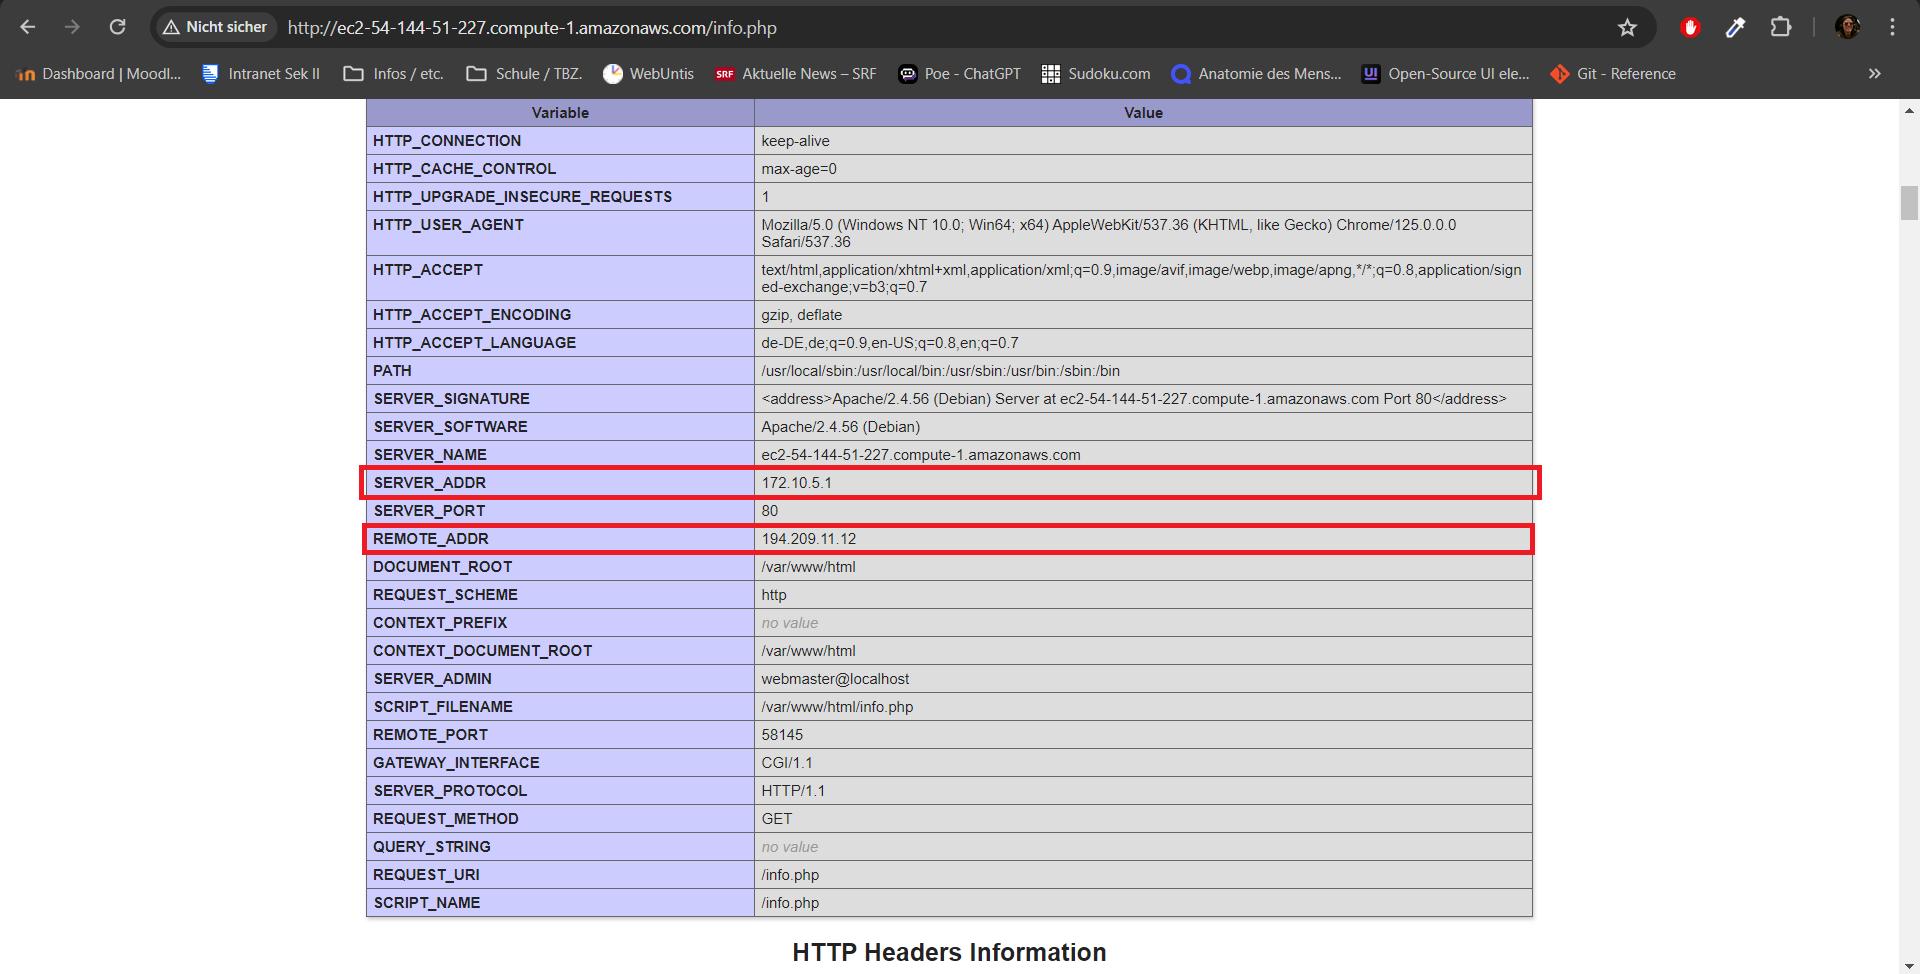 Nicht sicher http://ec2-54-144-51-227.compute-1.amazonaws.com/info.php
Dashboard | Moodl... Intranet Sek II Infos / etc. Schule / TBZ. WebUntis SRF Aktuelle News – SRF Poe - ChatGPT Sudoku.com Anatomie des Mens... UI Open-Source UI ele... Git - Reference »
Variable Value
HTTP_CONNECTION keep-alive
HTTP_CACHE_CONTROL max-age=0
HTTP_UPGRADE_INSECURE_REQUESTS 1
HTTP_USER_AGENT Mozilla/5.0 (Windows NT 10.0; Win64; x64) AppleWebKit/537.36 (KHTML, like Gecko) Chrome/125.0.0.0
Safari/537.36
HTTP_ACCEPT text/html,application/xhtml+xml,application/xml;q=0.9,image/avif,image/webp,image/apng,*/*;q=0.8,application/sign
ed-exchange;v=b3;q=0.7
HTTP_ACCEPT_ENCODING gzip, deflate
HTTP_ACCEPT_LANGUAGE de-DE,de;q=0.9,en-US;q=0.8,en;q=0.7
PATH /usr/local/sbin:/usr/local/bin:/usr/sbin:/usr/bin:/sbin:/bin
SERVER_SIGNATURE <address>Apache/2.4.56 (Debian) Server at ec2-54-144-51-227.compute-1.amazonaws.com Port 80</address>
SERVER_SOFTWARE Apache/2.4.56 (Debian)
SERVER_NAME ec2-54-144-51-227.compute-1.amazonaws.com
SERVER_ADDR 172.10.5.1
SERVER_PORT 80
REMOTE_ADDR 194.209.11.12
DOCUMENT_ROOT /var/www/html
REQUEST_SCHEME http
CONTEXT_PREFIX no value
CONTEXT_DOCUMENT_ROOT /var/www/html
SERVER_ADMIN webmaster@localhost
SCRIPT_FILENAME /var/www/html/info.php
REMOTE_PORT 58145
GATEWAY_INTERFACE CGI/1.1
SERVER_PROTOCOL HTTP/1.1
REQUEST_METHOD GET
QUERY_STRING no value
REQUEST_URI /info.php
SCRIPT_NAME /info.php
HTTP Headers Information